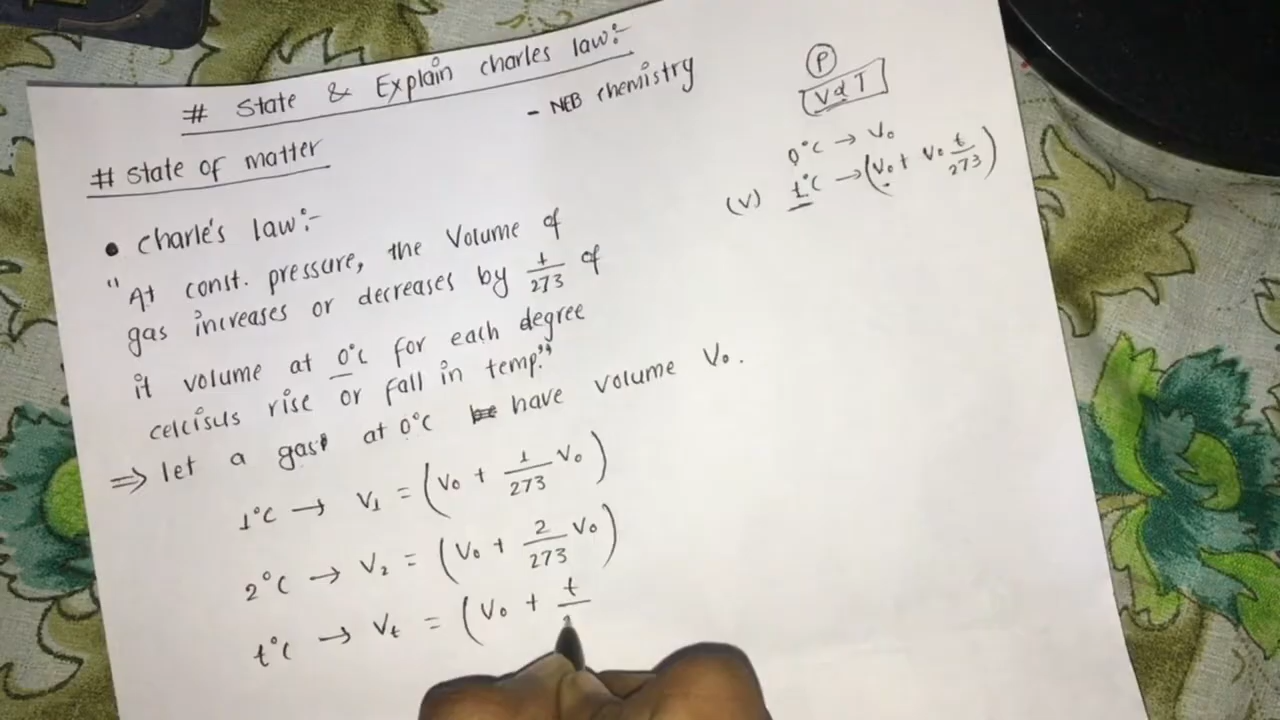 # State & Explain charles law:-
- NEB chemistry
# State of matter
• Charle's law:-
"At const. pressure, the Volume of
gas increases or decreases by 1/273 of
it volume at 0°C for each degree
celcisus rise or fall in temp."
⇒ let a gas at 0°C have volume V₀.
1°C → V₁ = (V₀ + 1/273 V₀)
2°C → V₂ = (V₀ + 2/273 V₀)
t°C → Vₜ = (V₀ + t/
(P)
V α T
0°C → V₀
(V) t°C → (V₀ + V₀ t/273)